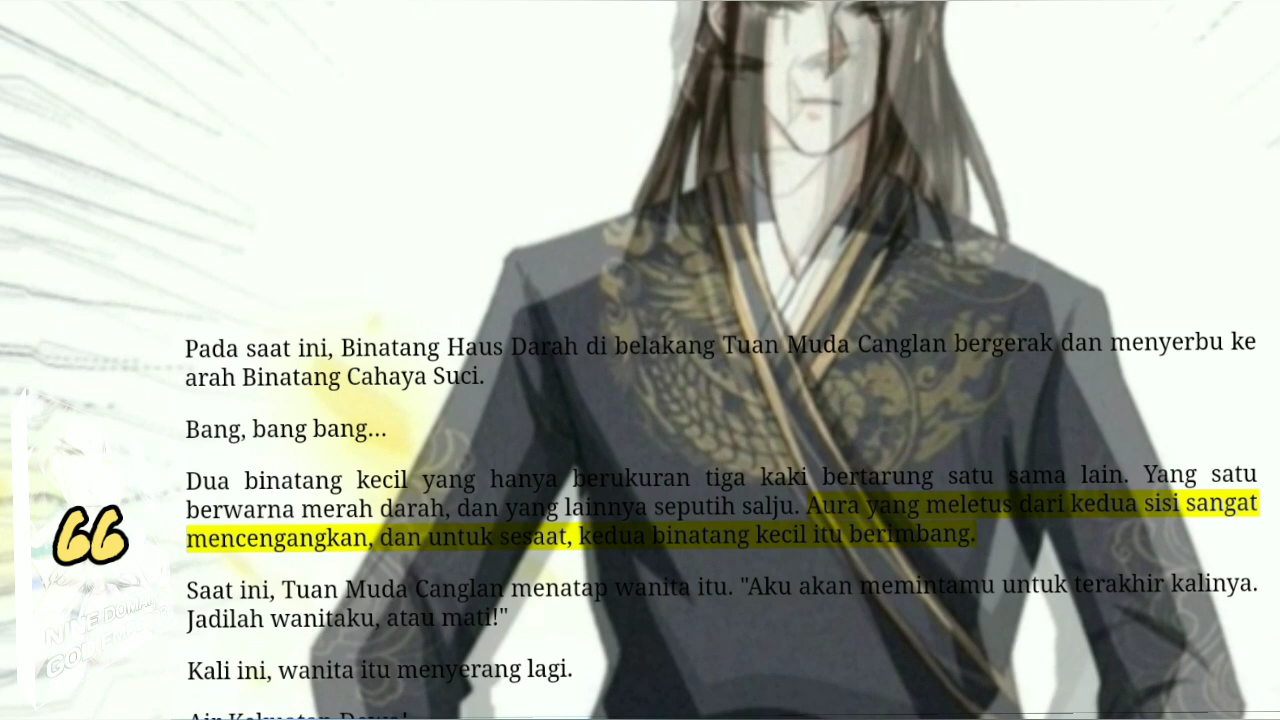 Pada saat ini, Binatang Haus Darah di belakang Tuan Muda Canglan bergerak dan menyerbu ke
arah Binatang Cahaya Suci.
Bang, bang bang...
Dua binatang kecil yang hanya berukuran tiga kaki bertarung satu sama lain. Yang satu
berwarna merah darah, dan yang lainnya seputih salju. Aura yang meletus dari kedua sisi sangat
mencengangkan, dan untuk sesaat, kedua binatang kecil itu berimbang.
Saat ini, Tuan Muda Canglan menatap wanita itu. "Aku akan memintamu untuk terakhir kalinya.
Jadilah wanitaku, atau mati!"
Kali ini, wanita itu menyerang lagi.
NINE